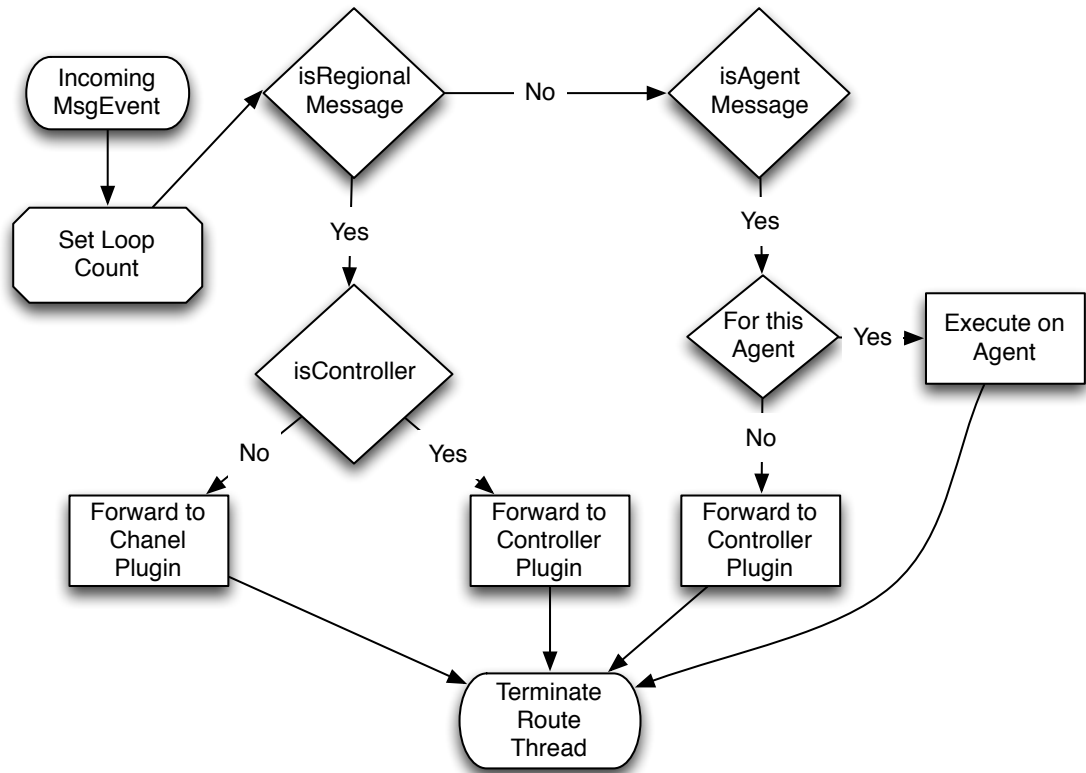 Incoming
MsgEvent
isRegional
Message
No
isAgent
Message
Set Loop
Count
Yes
Yes
isController
For this
Agent
Yes
Execute on
Agent
No
Yes
No
Forward to
Chanel
Plugin
Forward to
Controller
Plugin
Forward to
Controller
Plugin
Terminate
Route
Thread